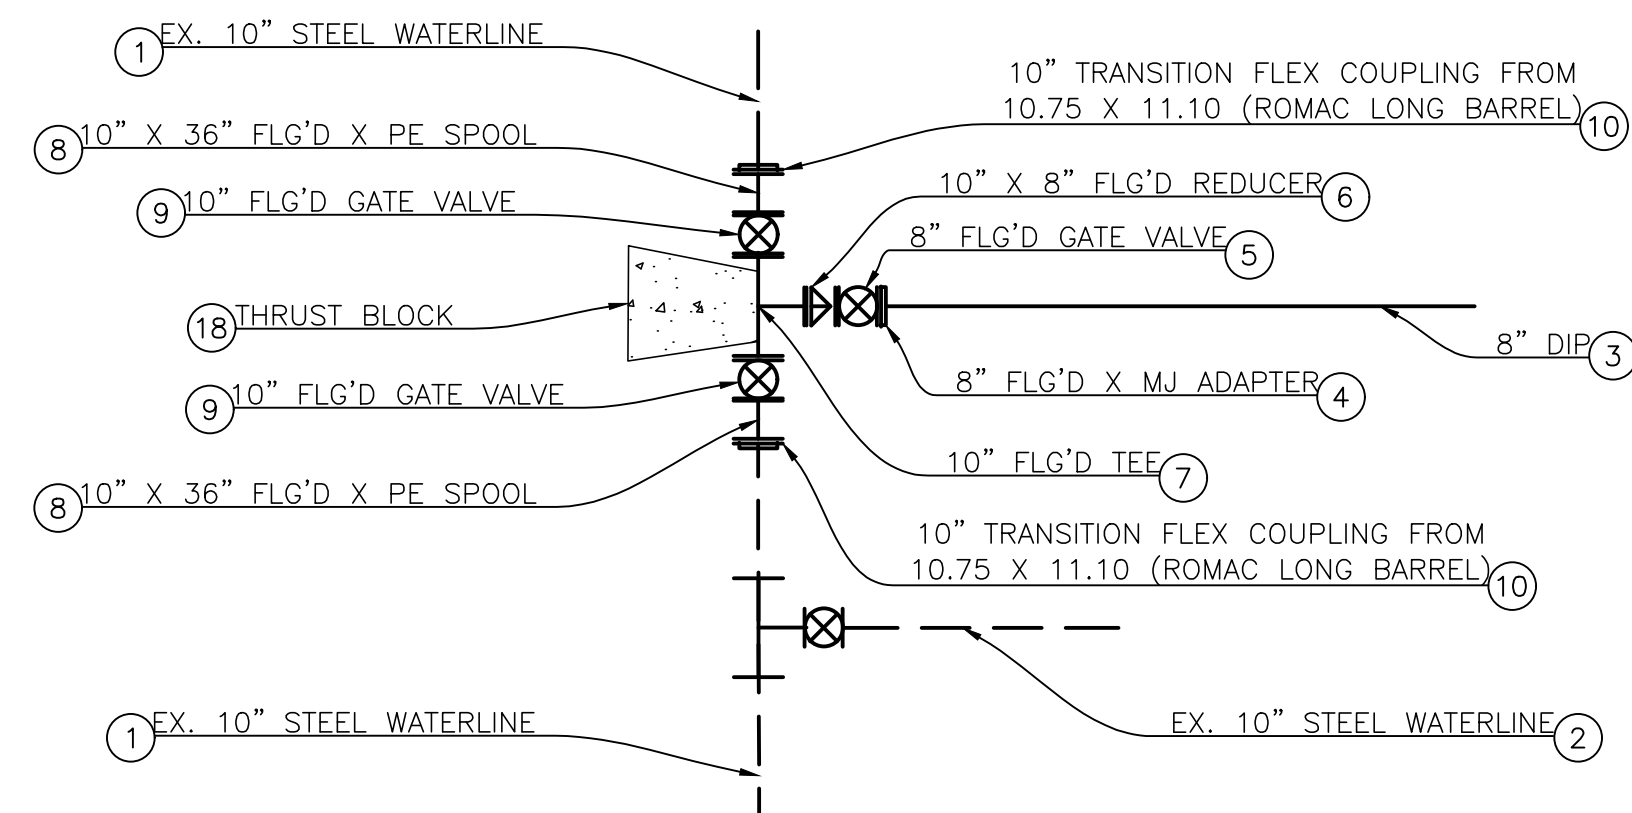 1 EX. 10” STEEL WATERLINE
10” TRANSITION FLEX COUPLING FROM
10.75 X 11.10 (ROMAC LONG BARREL) 10
8 10” X 36” FLG'D X PE SPOOL
10” X 8” FLG'D REDUCER 6
9 10” FLG'D GATE VALVE
8” FLG'D GATE VALVE 5
18 THRUST BLOCK
8” DIP 3
9 10” FLG'D GATE VALVE
8” FLG'D X MJ ADAPTER 4
10” FLG'D TEE 7
8 10” X 36” FLG'D X PE SPOOL
10” TRANSITION FLEX COUPLING FROM
10.75 X 11.10 (ROMAC LONG BARREL) 10
1 EX. 10” STEEL WATERLINE
EX. 10” STEEL WATERLINE 2